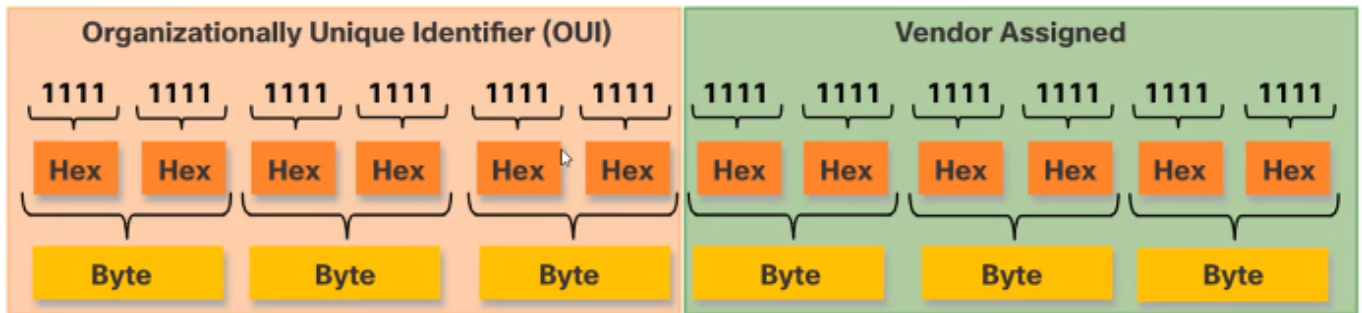 Organizationally Unique Identifier (OUI) Vendor Assigned
1111 1111 1111 1111 1111 1111 1111 1111 1111 1111 1111 1111
Hex Hex Hex Hex Hex Hex Hex Hex Hex Hex Hex Hex
Byte Byte Byte Byte Byte Byte